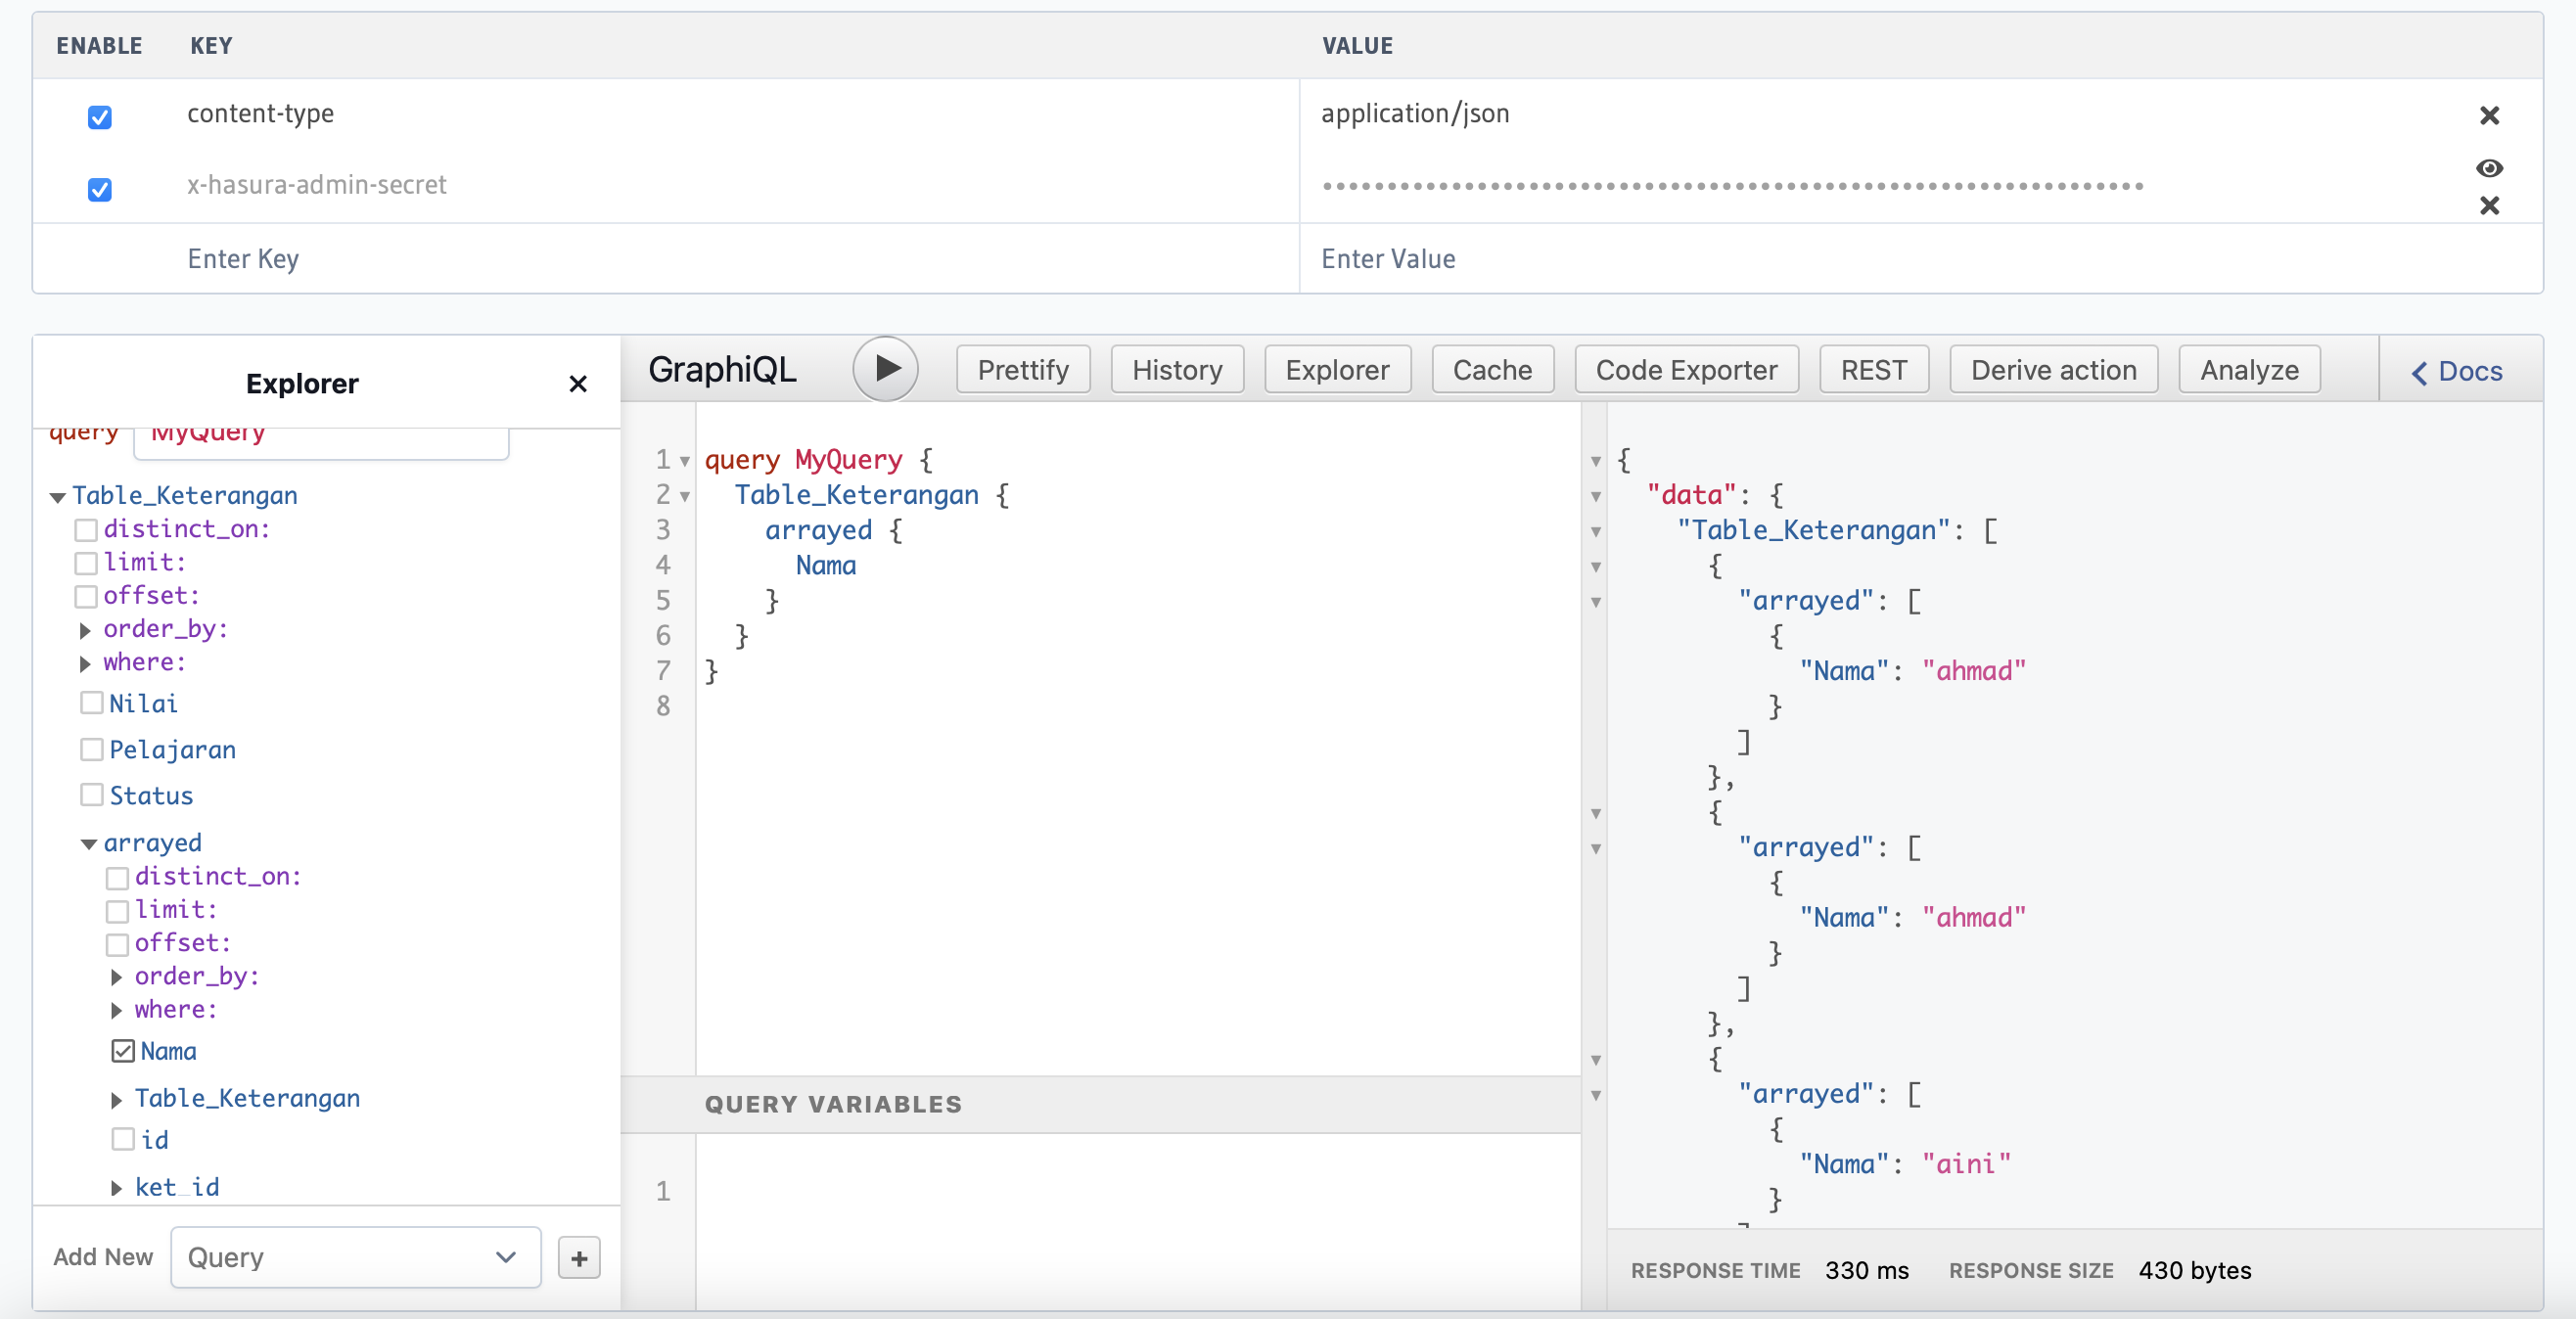 ENABLE KEY VALUE
content-type application/json
x-hasura-admin-secret ••••••••••••••••••••••••••••••••••••••••••••••••••••••••••••••••
Enter Key Enter Value
Explorer
query MyQuery
Table_Keterangan
distinct_on:
limit:
offset:
order_by:
where:
Nilai
Pelajaran
Status
arrayed
distinct_on:
limit:
offset:
order_by:
where:
Nama
Table_Keterangan
id
ket_id
Add New Query +
GraphiQL Prettify History Explorer Cache Code Exporter REST Derive action Analyze Docs
1 query MyQuery {
2 Table_Keterangan {
3 arrayed {
4 Nama
5 }
6 }
7 }
8
QUERY VARIABLES
1
{
"data": {
"Table_Keterangan": [
{
"arrayed": [
{
"Nama": "ahmad"
}
]
},
{
"arrayed": [
{
"Nama": "ahmad"
}
]
},
{
"arrayed": [
{
"Nama": "aini"
}
]
RESPONSE TIME 330 ms RESPONSE SIZE 430 bytes